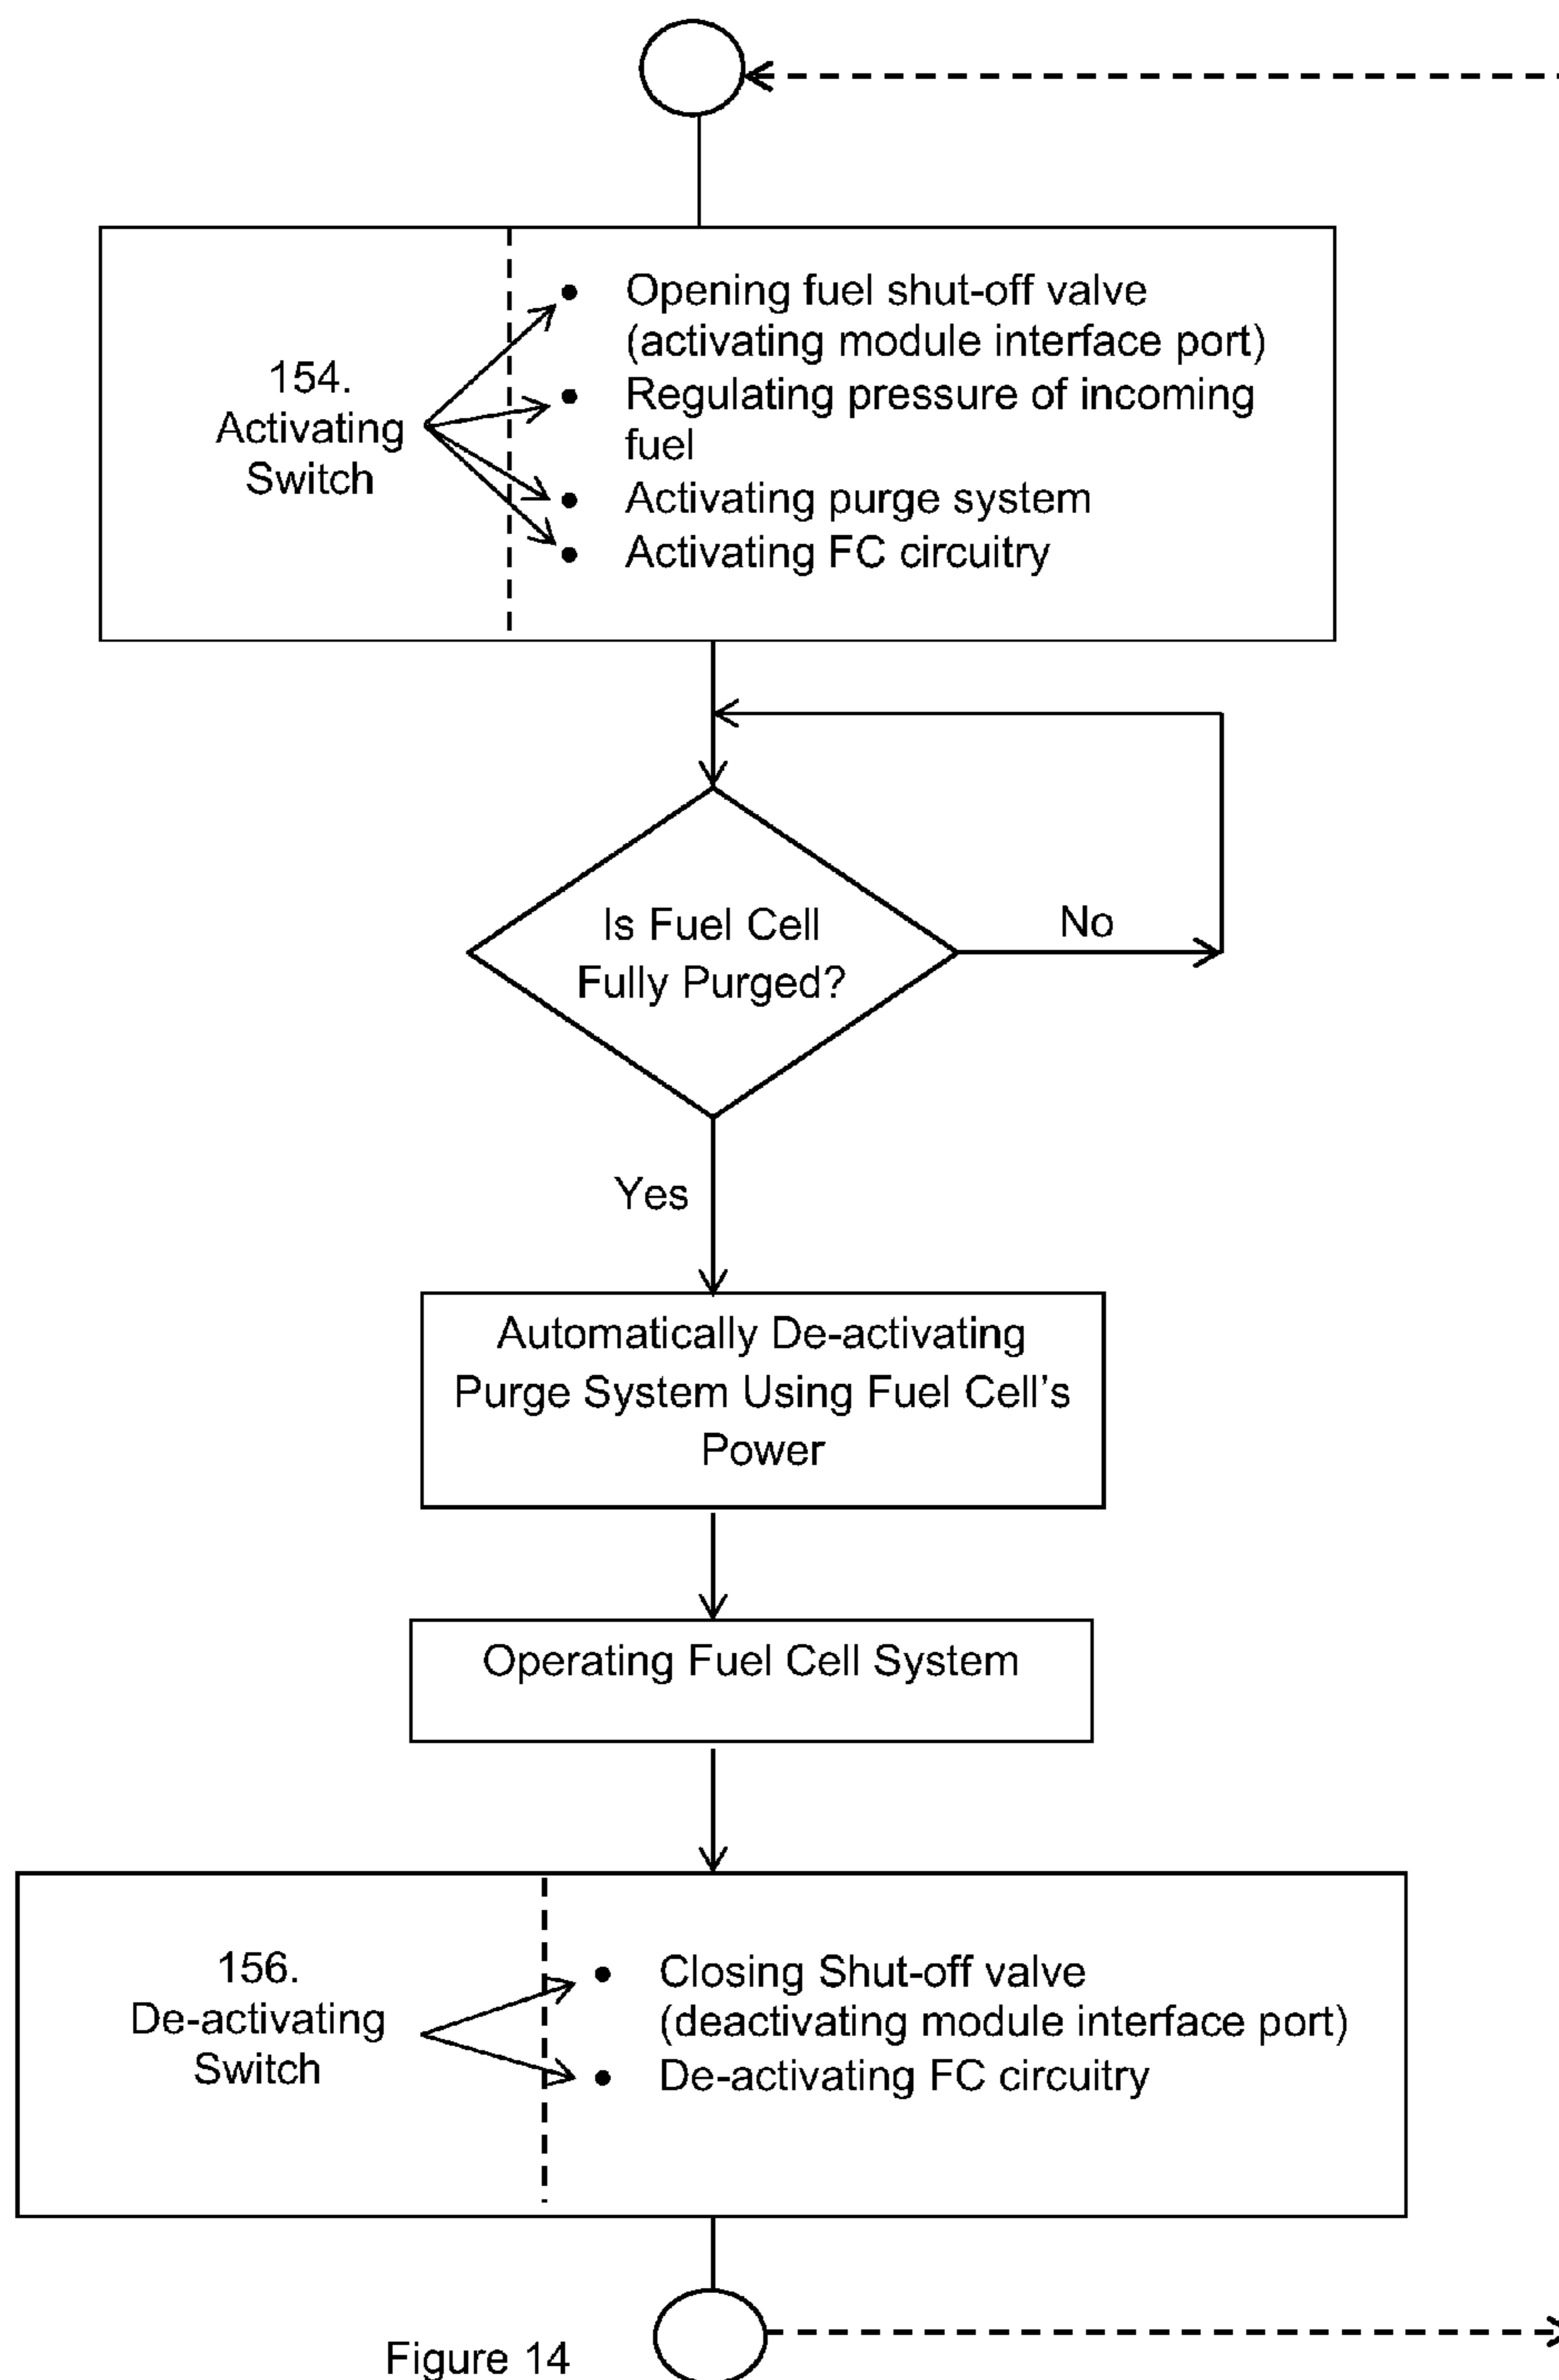 154.
Activating
Switch
• Opening fuel shut-off valve
(activating module interface port)
• Regulating pressure of incoming
fuel
• Activating purge system
• Activating FC circuitry
Is Fuel Cell
Fully Purged?
No
Yes
Automatically De-activating
Purge System Using Fuel Cell’s
Power
Operating Fuel Cell System
156.
De-activating
Switch
• Closing Shut-off valve
(deactivating module interface port)
• De-activating FC circuitry
Figure 14